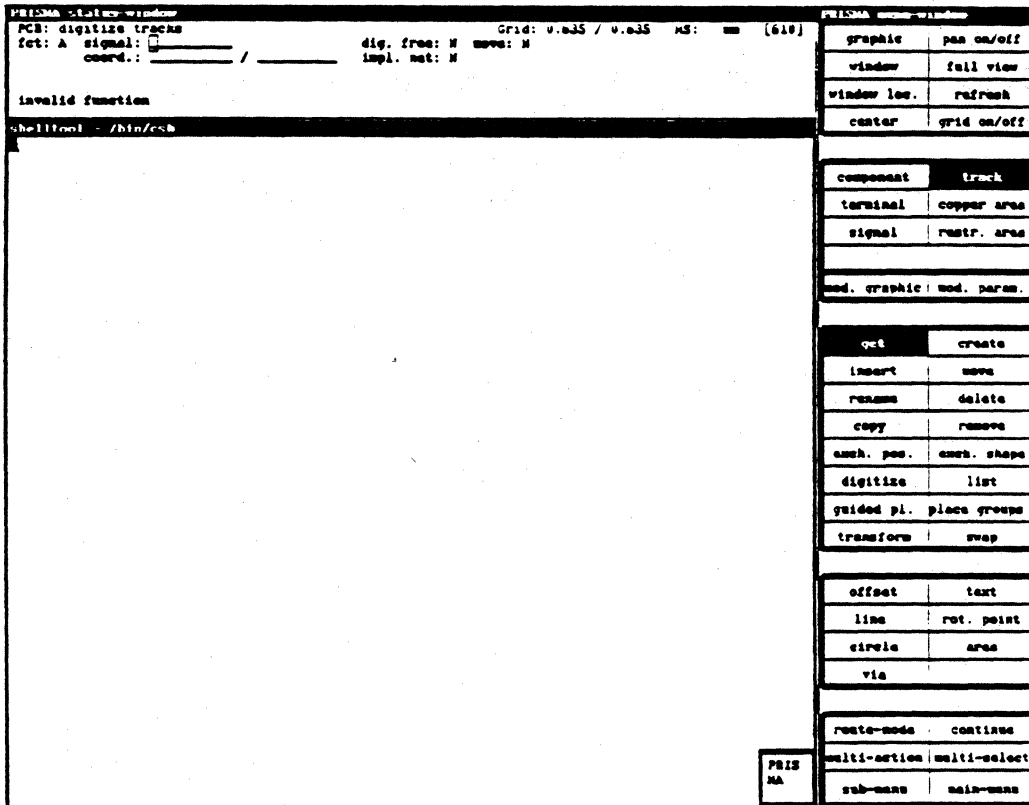 PRISMA status-window
PCB: digitize tracks Grid: 0.635 / 0.635 MS: mm [610]
fct: A signal: dig. free: N move: N
coord.: / impl. net: N
invalid function
shelltool - /bin/csh
PRIS
MA
PRISMA menu-window
graphic pan on/off
window full view
window loc. refresh
center grid on/off
component track
terminal copper area
signal restr. area
mod. graphic mod. param.
get create
insert move
rename delete
copy remove
exch. pos. exch. shape
digitize list
guided pl. place groups
transform swap
offset text
line rot. point
circle area
via
route-mode continue
multi-action multi-select
sub-menu main-menu